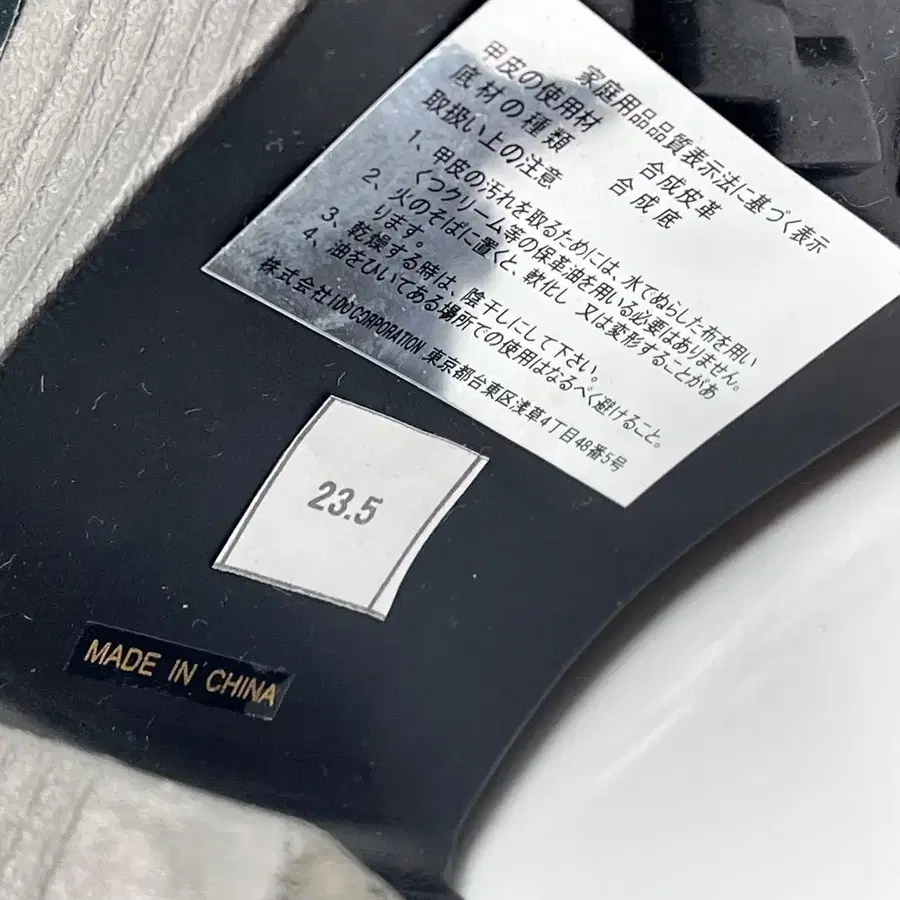 家庭用品品質表示法に基づく表示
甲皮の使用材 合成皮革
底材の種類 合成底
取扱い上の注意
1、甲皮の汚れを取るためには、水でぬらした布を用い
くつクリーム等の保革油を用いる必要はありません。
2、火のそばに置くと、軟化し又は変形することがあ
ります。
3、乾燥する時は、陰干しにして下さい。
4、油をひいてある場所での使用はなるべく避けること。
株式会社IDO CORPORATION 東京都台東区浅草4丁目48番5号
23.5
MADE IN CHINA